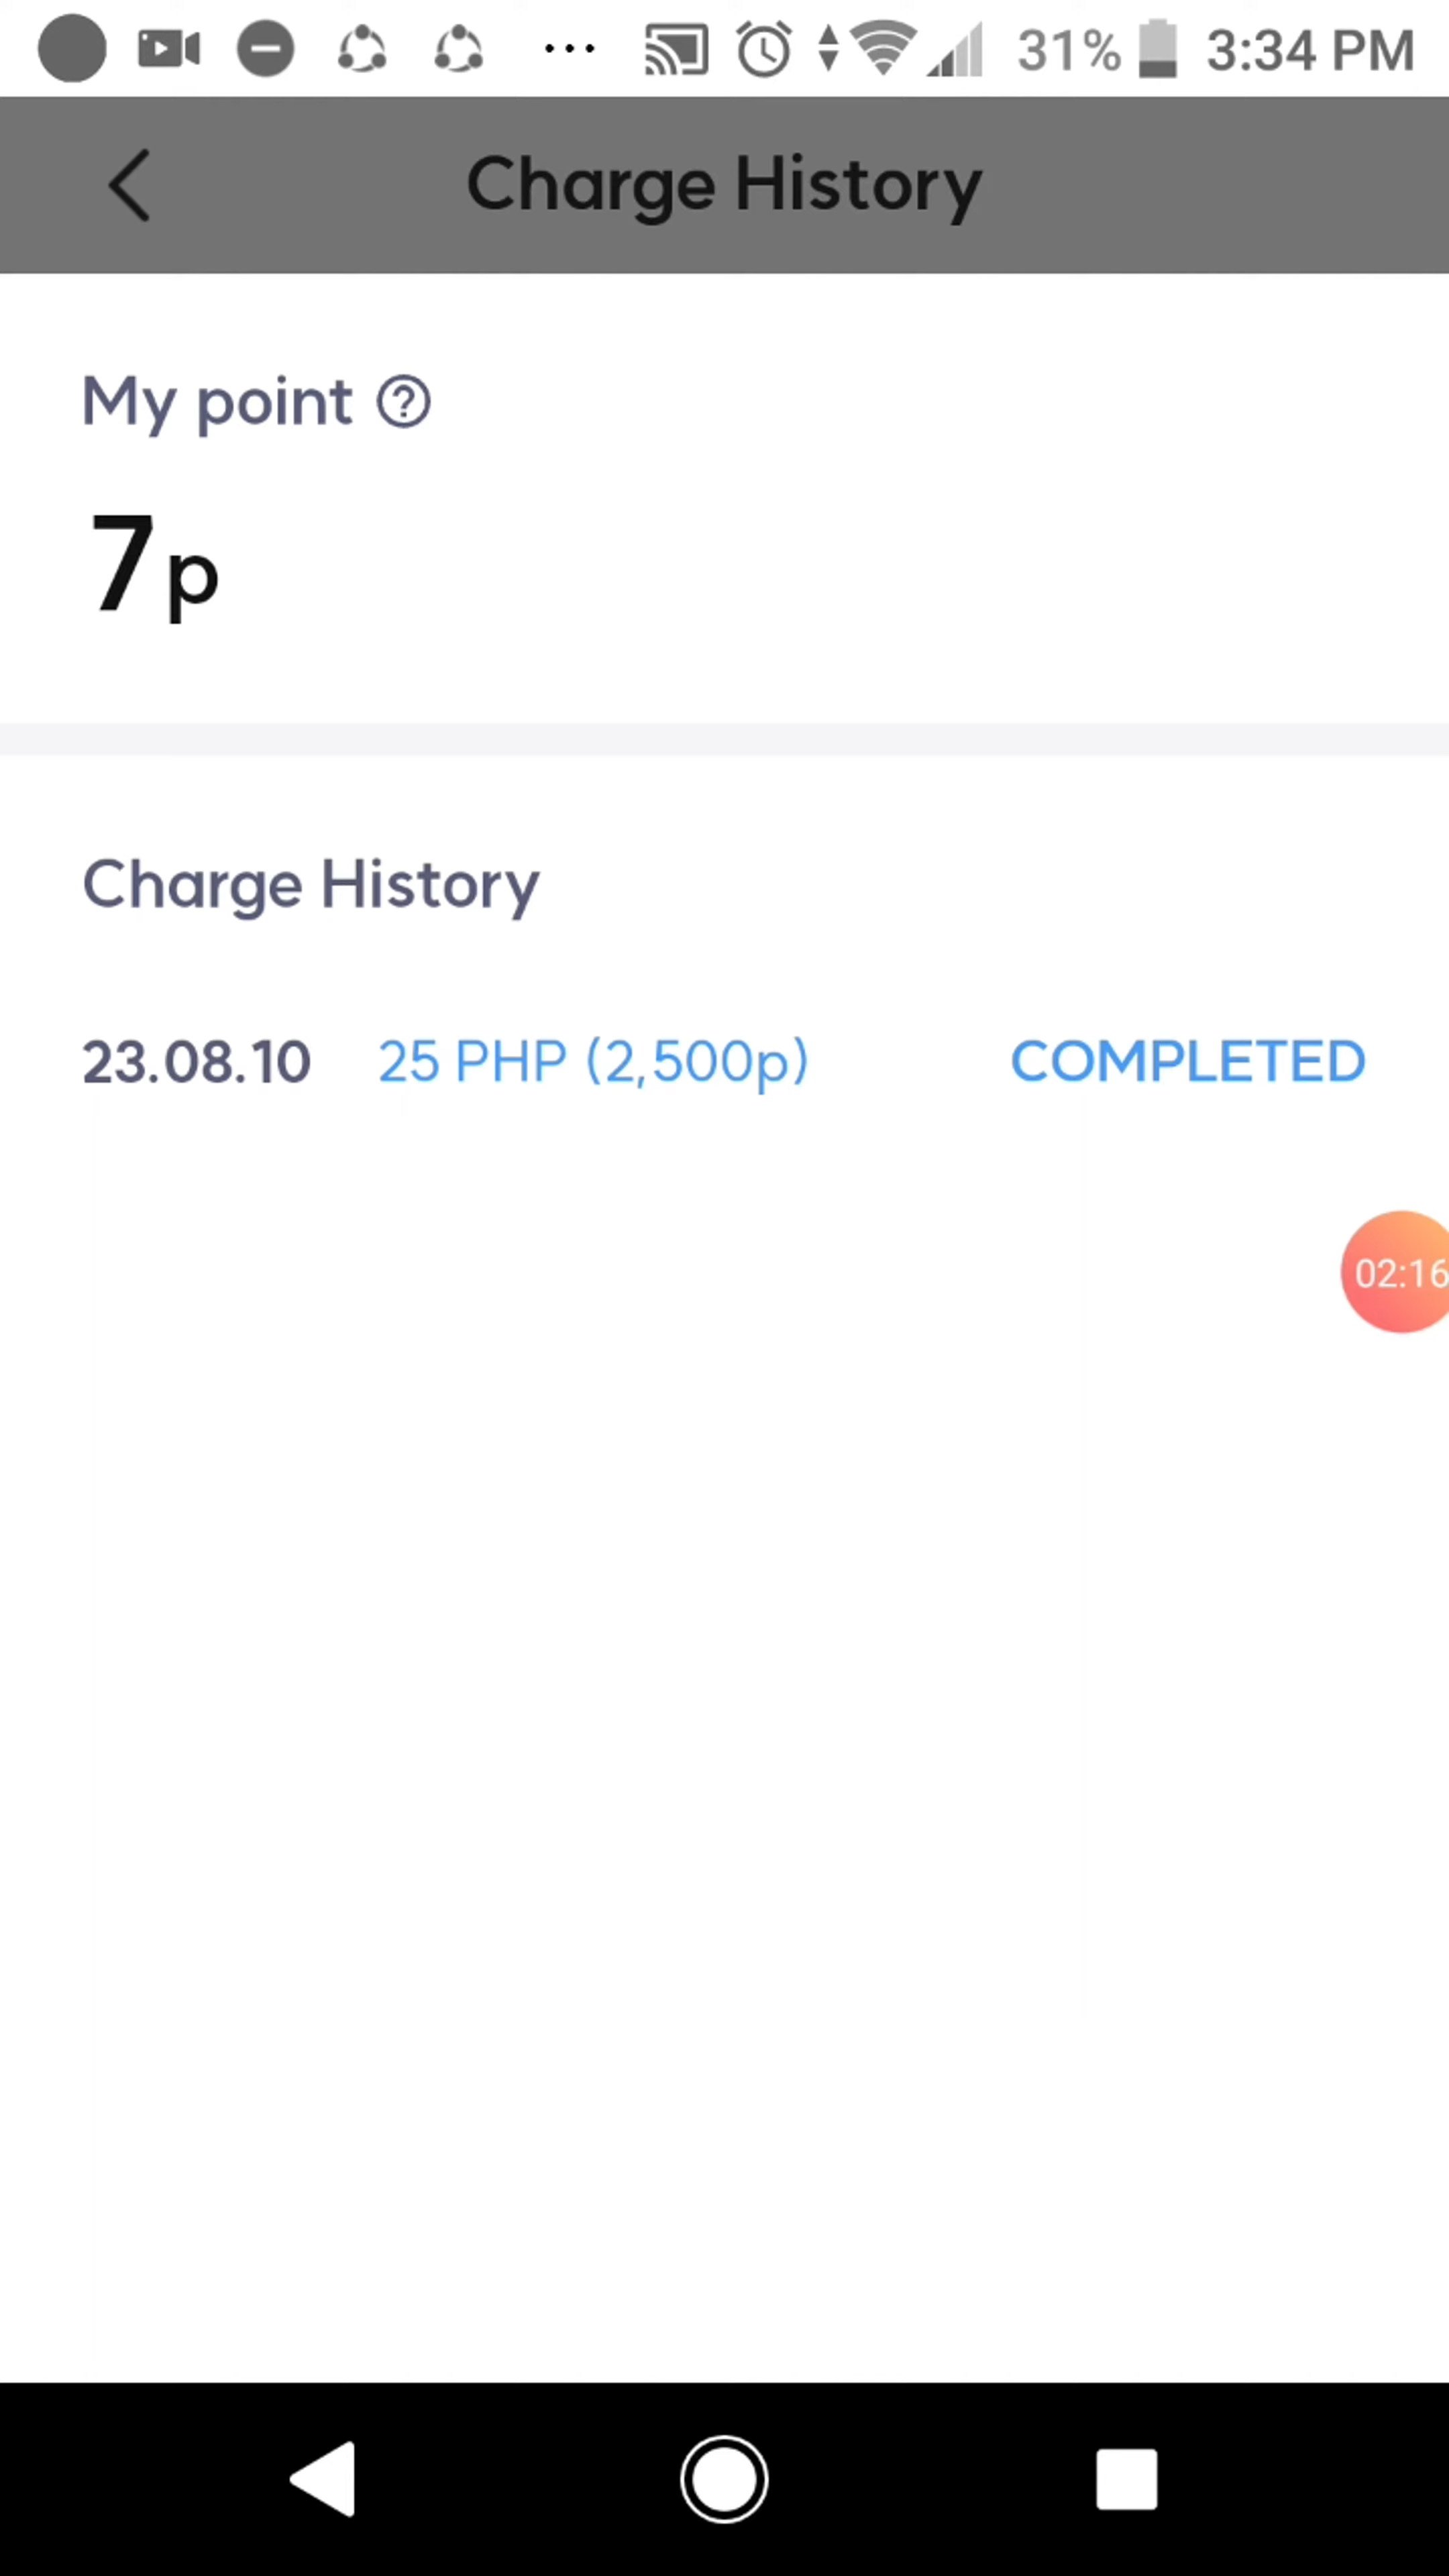 31% 3:34 PM
Charge History
My point ?
7p
Charge History
23.08.10 25 PHP (2,500p) COMPLETED
02:16